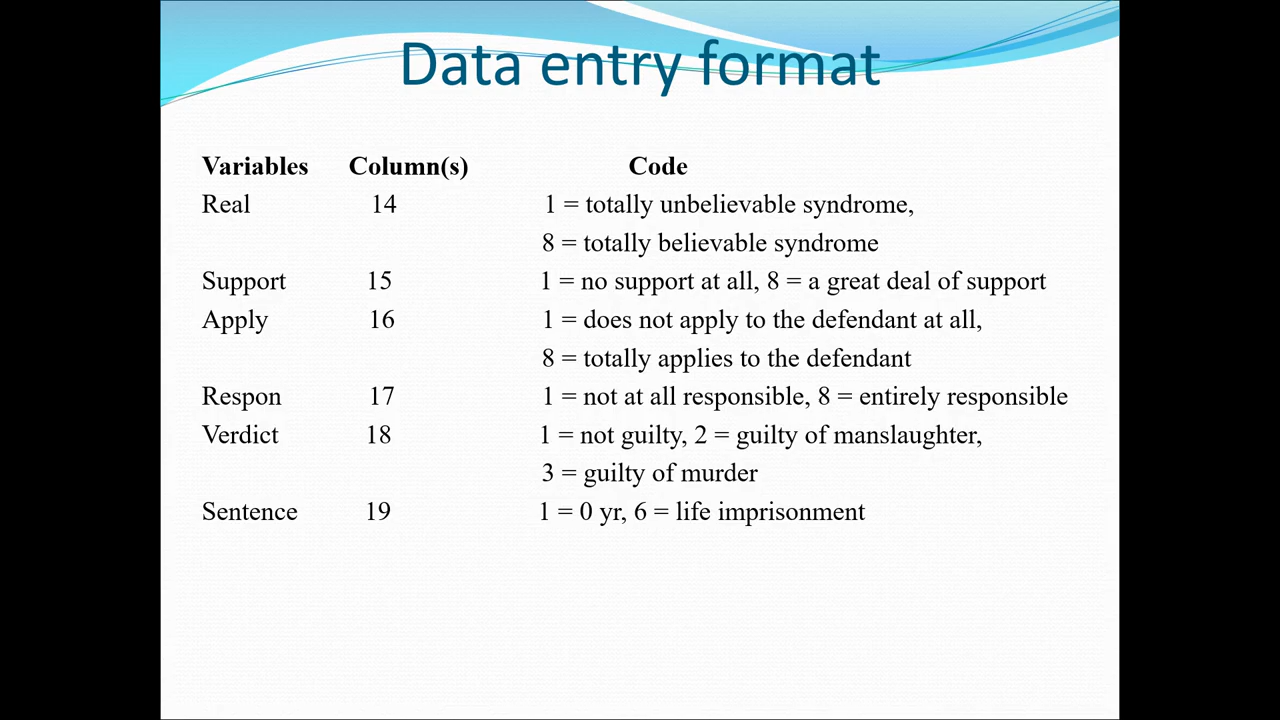 Data entry format
Variables Column(s) Code
Real 14 1 = totally unbelievable syndrome,
8 = totally believable syndrome
Support 15 1 = no support at all, 8 = a great deal of support
Apply 16 1 = does not apply to the defendant at all,
8 = totally applies to the defendant
Respon 17 1 = not at all responsible, 8 = entirely responsible
Verdict 18 1 = not guilty, 2 = guilty of manslaughter,
3 = guilty of murder
Sentence 19 1 = 0 yr, 6 = life imprisonment